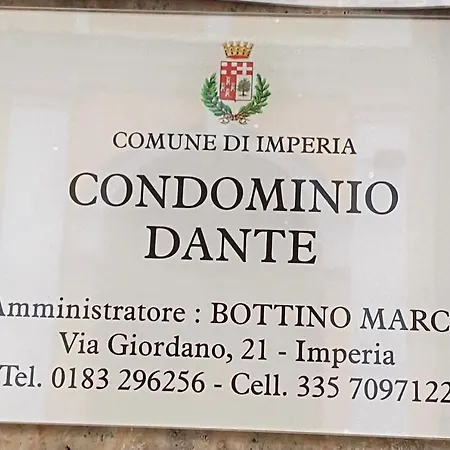 COMUNE DI IMPERIA
CONDOMINIO
DANTE
Amministratore : BOTTINO MARC
Via Giordano, 21 - Imperia
Tel. 0183 296256 - Cell. 335 7097122